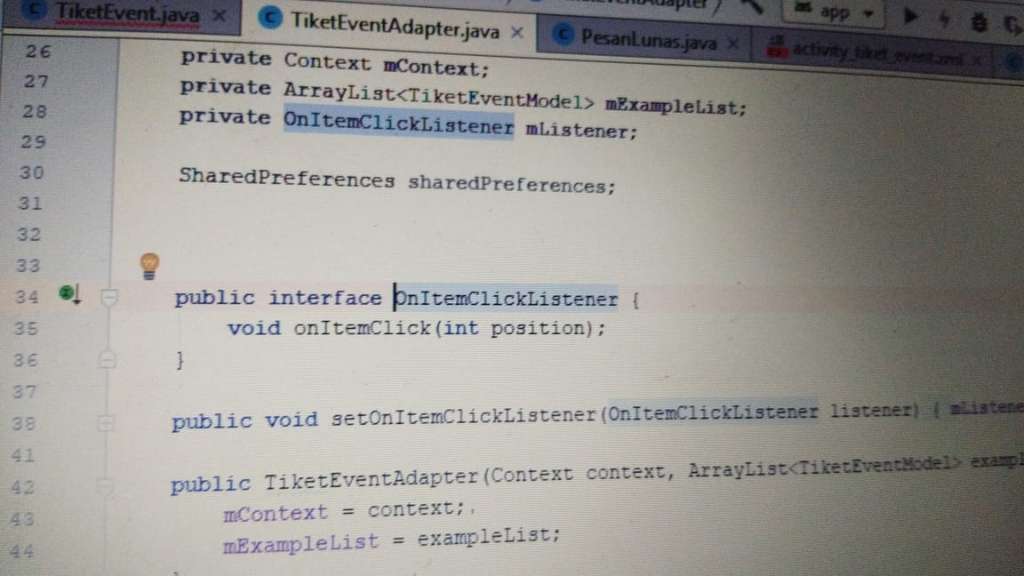 TiketEvent.java
TiketEventAdapter.java
PesanLunas.java
activity_tiket_event.xml
app
26 private Context mContext;
27 private ArrayList<TiketEventModel> mExampleList;
28 private OnItemClickListener mListener;
29
30 SharedPreferences sharedPreferences;
31
32
33
34 public interface OnItemClickListener {
35 void onItemClick(int position);
36 }
37
38 public void setOnItemClickListener(OnItemClickListener listener) { mListene
41
42 public TiketEventAdapter(Context context, ArrayList<TiketEventModel> exampl
43 mContext = context;
44 mExampleList = exampleList;